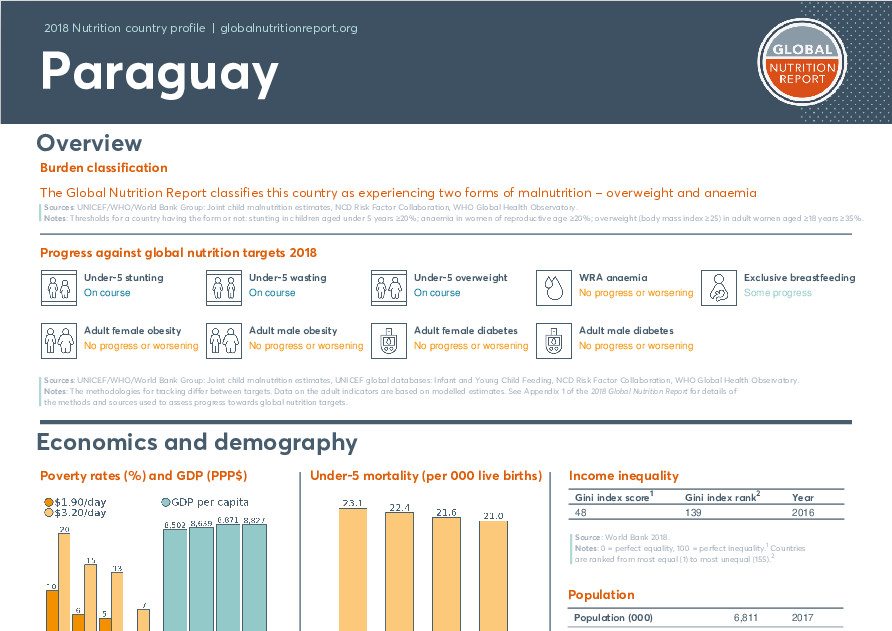 2018 Nutrition country profile | globalnutritionreport.org
Paraguay
GLOBAL
NUTRITION
REPORT
Overview
Burden classification
The Global Nutrition Report classifies this country as experiencing two forms of malnutrition – overweight and anaemia
Sources: UNICEF/WHO/World Bank Group: Joint child malnutrition estimates, NCD Risk Factor Collaboration, WHO Global Health Observatory.
Notes: Thresholds for a country having the form or not: stunting in children aged under 5 years ≥20%; anaemia in women of reproductive age ≥20%; overweight (body mass index ≥25) in adult women aged ≥18 years ≥35%.
Progress against global nutrition targets 2018
Under-5 stunting
On course
Under-5 wasting
On course
Under-5 overweight
On course
WRA anaemia
No progress or worsening
Exclusive breastfeeding
Some progress
Adult female obesity
No progress or worsening
Adult male obesity
No progress or worsening
Adult female diabetes
No progress or worsening
Adult male diabetes
No progress or worsening
Sources: UNICEF/WHO/World Bank Group: Joint child malnutrition estimates, UNICEF global databases: Infant and Young Child Feeding, NCD Risk Factor Collaboration, WHO Global Health Observatory.
Notes: The methodologies for tracking differ between targets. Data on the adult indicators are based on modelled estimates. See Appendix 1 of the 2018 Global Nutrition Report for details of
the methods and sources used to assess progress towards global nutrition targets.
Economics and demography
Poverty rates (%) and GDP (PPP$)
$1.90/day
$3.20/day
GDP per capita
10
20
6
15
5
13
7
8,502
8,639
8,871
8,827
Under-5 mortality (per 000 live births)
23.1
22.4
21.6
21.0
Income inequality
Gini index score1 Gini index rank2 Year
48 139 2016
Source: World Bank 2018.
Notes: 0 = perfect equality, 100 = perfect inequality.1 Countries
are ranked from most equal (1) to most unequal (155).2
Population
Population (000) 6,811 2017